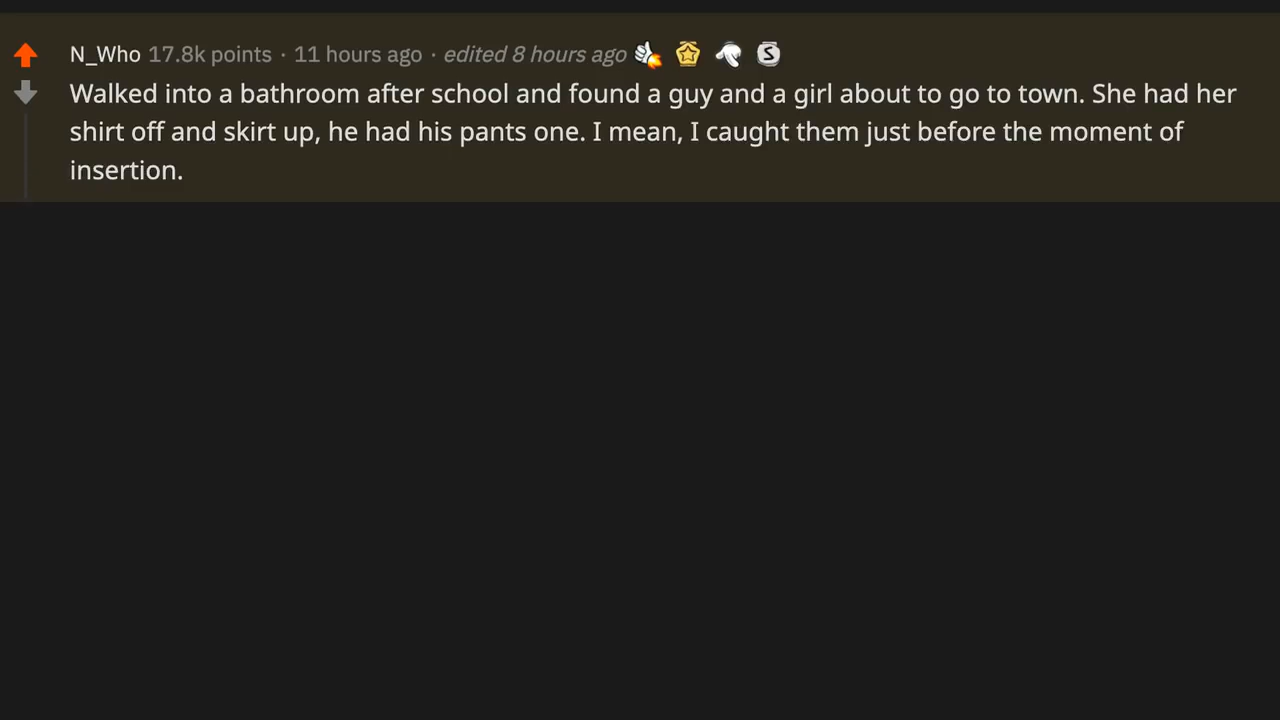 N_Who 17.8k points · 11 hours ago · edited 8 hours ago
Walked into a bathroom after school and found a guy and a girl about to go to town. She had her
shirt off and skirt up, he had his pants one. I mean, I caught them just before the moment of
insertion.